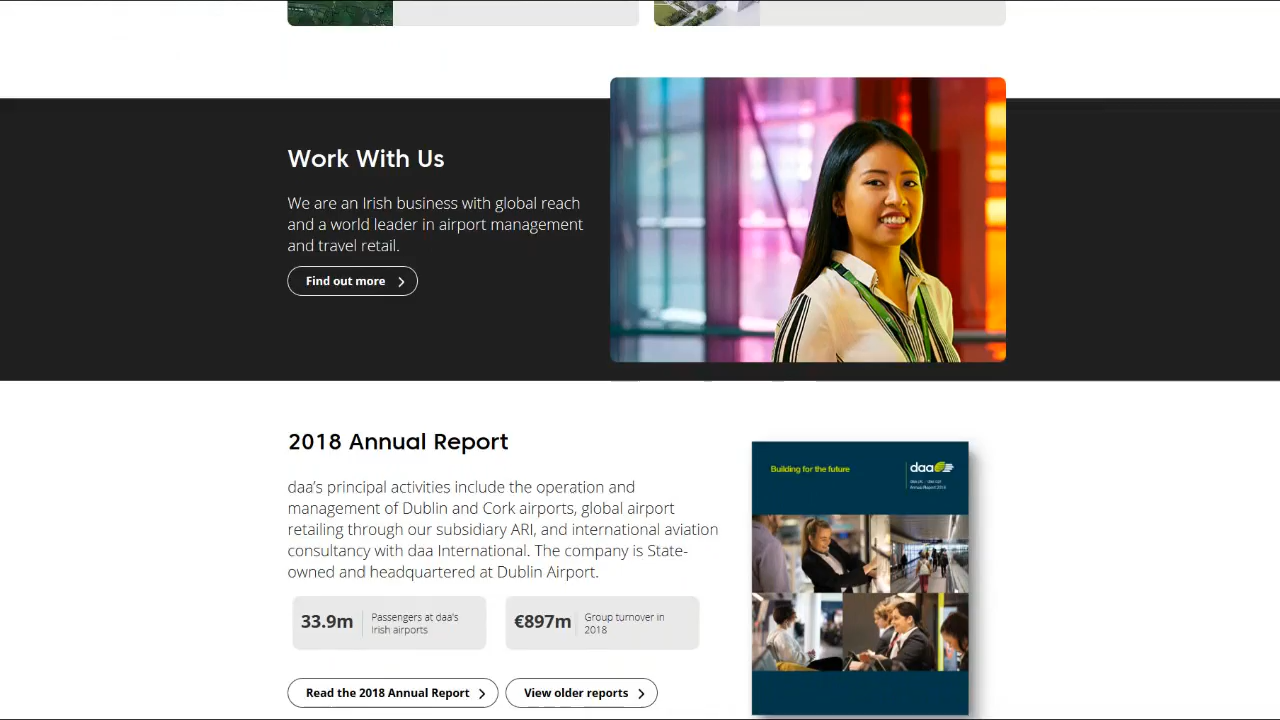 Work With Us
We are an Irish business with global reach
and a world leader in airport management
and travel retail.
Find out more
2018 Annual Report
daa's principal activities include the operation and
management of Dublin and Cork airports, global airport
retailing through our subsidiary ARI, and international aviation
consultancy with daa International. The company is State-
owned and headquartered at Dublin Airport.
33.9m
Passengers at daa's
Irish airports
€897m
Group turnover in
2018
Read the 2018 Annual Report
View older reports
Building for the future
daa
Annual Report 2018